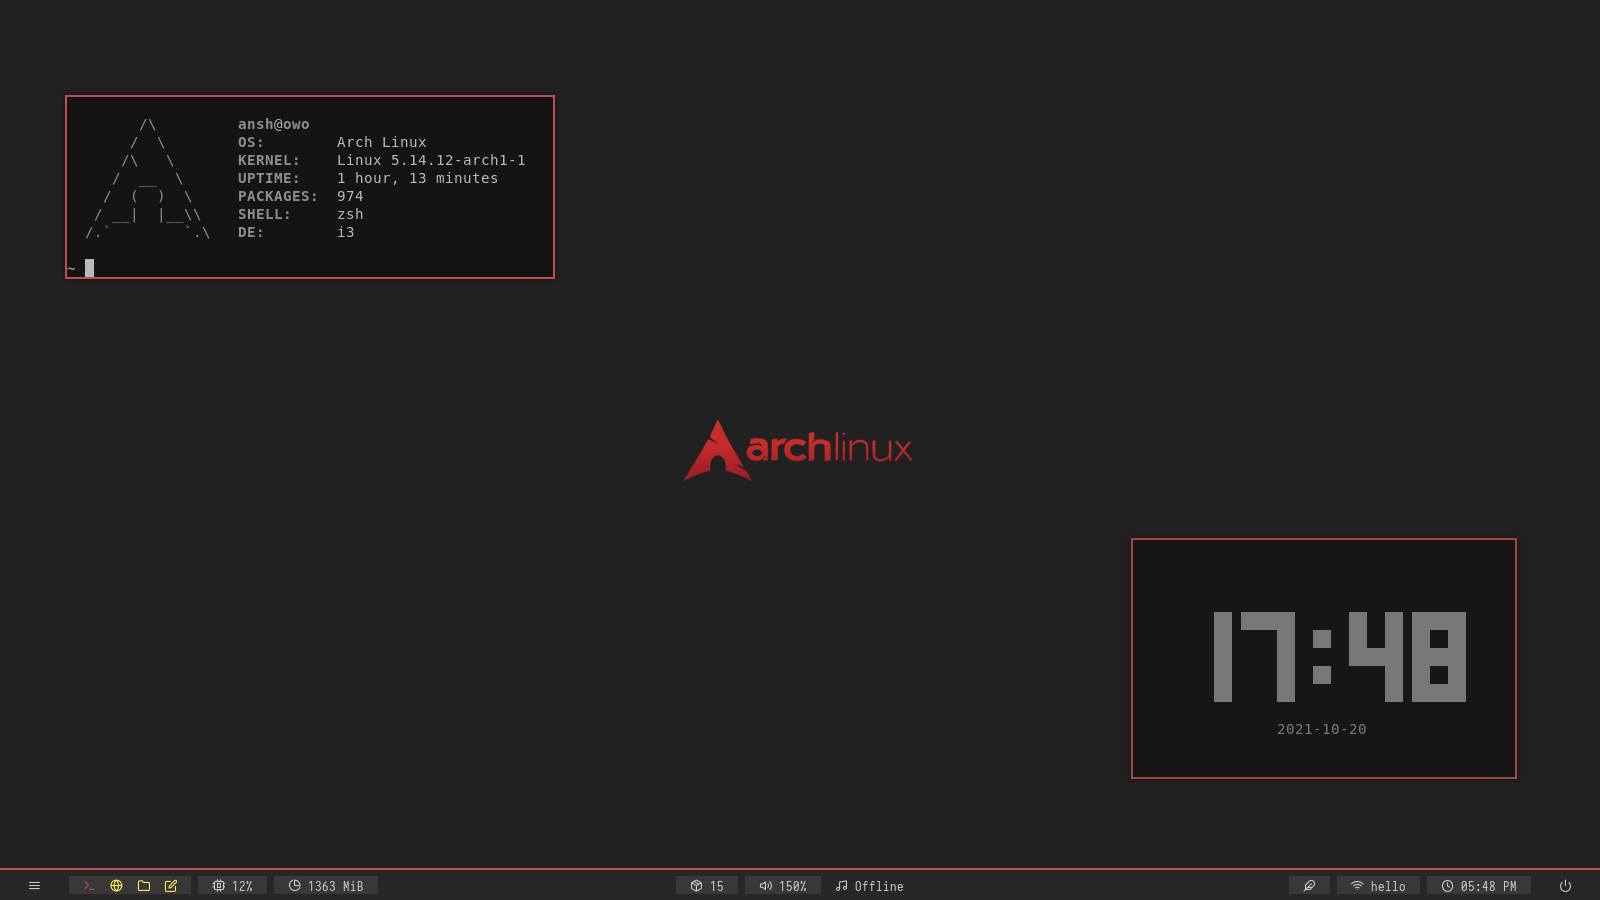 ansh@owo
OS: Arch Linux
KERNEL: Linux 5.14.12-arch1-1
UPTIME: 1 hour, 13 minutes
PACKAGES: 974
SHELL: zsh
DE: i3
~
archlinux
17:48
2021-10-20
12% 1363 MiB 15 150% Offline hello 05:48 PM